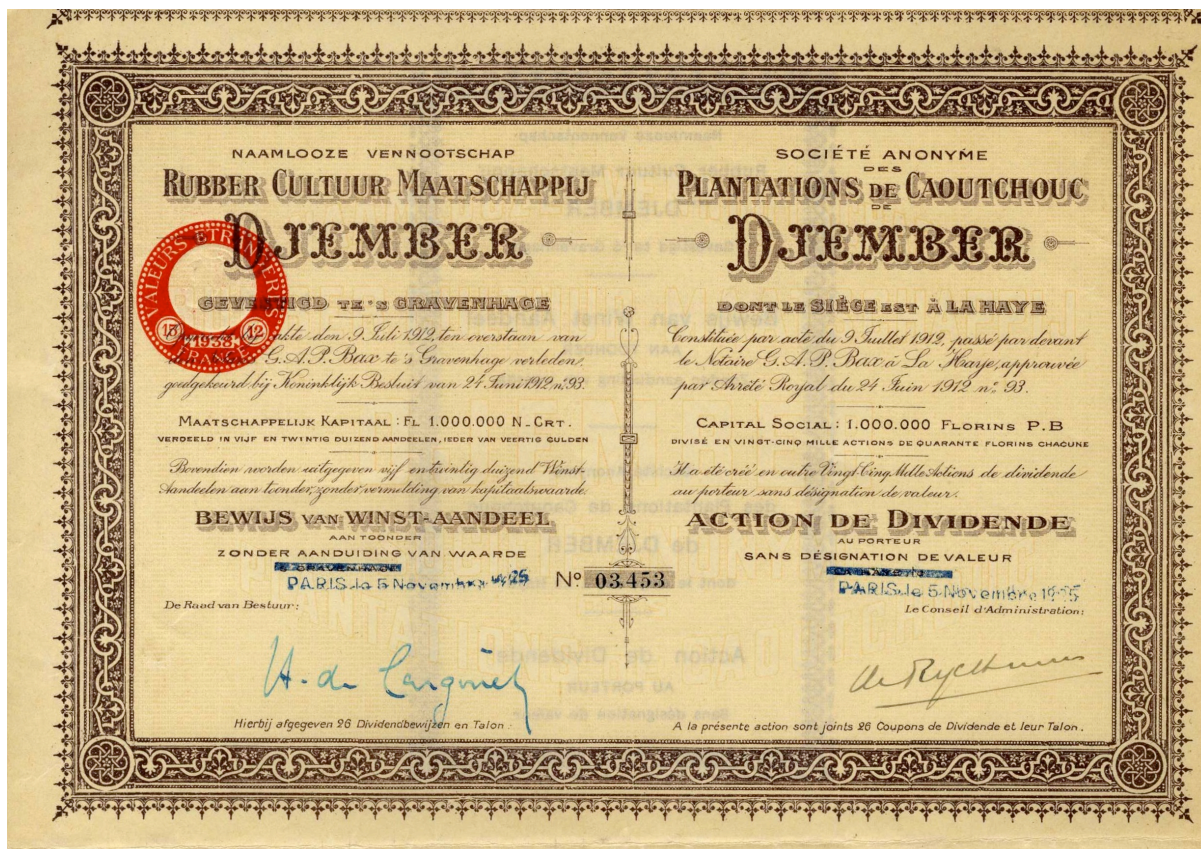 NAAMLOOZE VENNOOTSCHAP
RUBBER CULTUUR MAATSCHAPPIJ
DJEMBER
GEVESTIGD TE 'S GRAVENHAGE
den 9 Juli 1912, ten overstaan van
G. A. P. Bax te 's Gravenhage verleden,
goedgekeurd bij Koninklijk Besluit van 24 Juni 1912 nº 93.
MAATSCHAPPELIJK KAPITAAL: FL 1.000.000 N-CRT.
VERDEELD IN VIJF EN TWINTIG DUIZEND AANDEELEN, IEDER VAN VEERTIG GULDEN
Bovendien worden uitgegeven vijf en twintig duizend Winst-
Aandeelen aan toonder, zonder vermelding van kapitaalswaarde.
BEWIJS VAN WINST-AANDEEL
AAN TOONDER
ZONDER AANDUIDING VAN WAARDE
PARIS, le 5 Novembre 1925
De Raad van Bestuur:
Hierbij afgegeven 26 Dividendbewijzen en Talon.
VALEURS ETRANGERES
13 1938 42
FRANCE
Nº 03,453
SOCIÉTÉ ANONYME
DES
PLANTATIONS DE CAOUTCHOUC
DE
DJEMBER
DONT LE SIÈGE EST À LA HAYE
Constituée par acte du 9 Juillet 1912, passé par devant
le Notaire G. A. P. Bax à La Haye, approuvée
par Arrêté Royal du 24 Juin 1912 nº 93.
CAPITAL SOCIAL: 1.000.000 FLORINS P.B
DIVISÉ EN VINGT-CINQ MILLE ACTIONS DE QUARANTE FLORINS CHACUNE
Il a été créé en outre Vingt Cinq Mille Actions de dividende
au porteur sans désignation de valeur.
ACTION DE DIVIDENDE
AU PORTEUR
SANS DÉSIGNATION DE VALEUR
PARIS, le 5 Novembre 1925
Le Conseil d'Administration:
A la présente action sont joints 26 Coupons de Dividende et leur Talon.